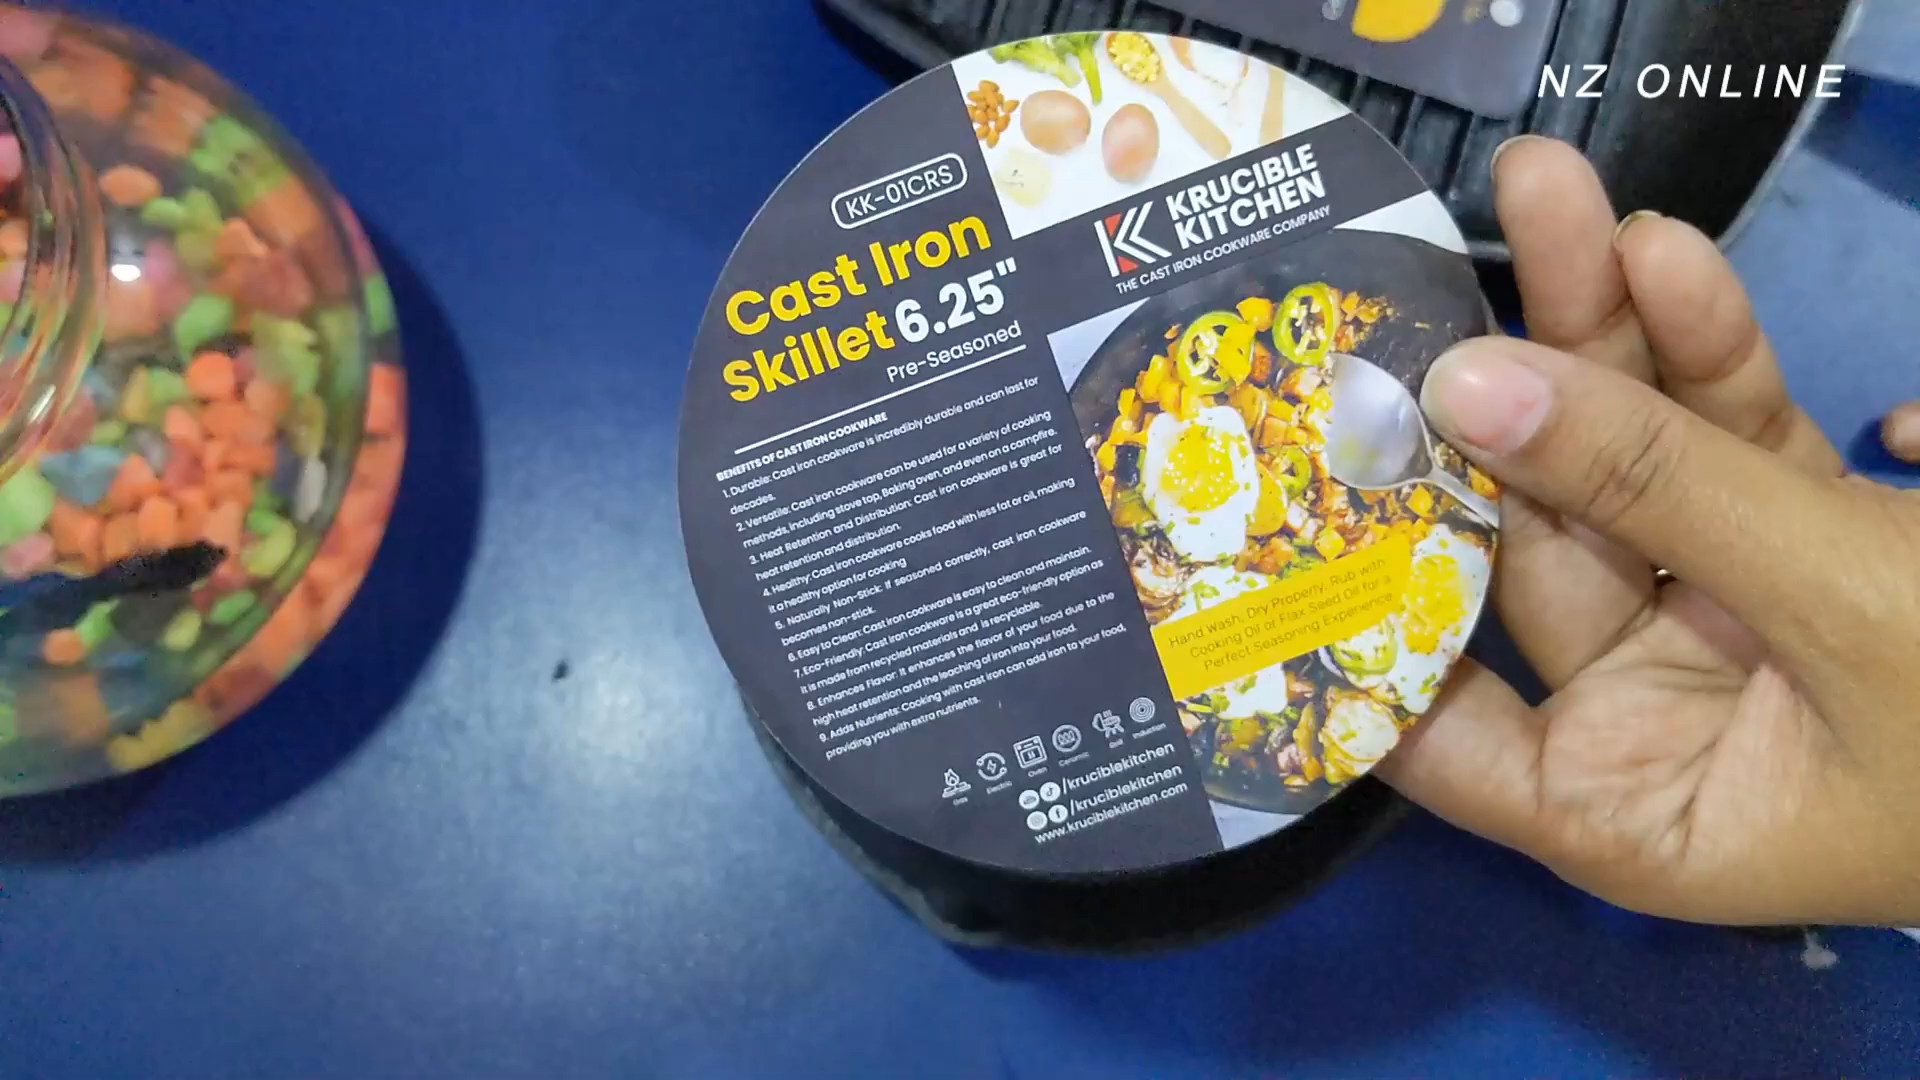 NZ ONLINE
KK-01CRS
Cast Iron
Skillet 6.25"
Pre-Seasoned
KRUCIBLE
KITCHEN
THE CAST IRON COOKWARE COMPANY
BENEFITS OF CAST IRON COOKWARE
1. Durable: Cast iron cookware is incredibly durable and can last for
decades.
2. Versatile: Cast iron cookware can be used for a variety of cooking
methods, including stove top, Baking oven, and even on a campfire.
3. Heat Retention and Distribution: Cast iron cookware is great for
heat retention and distribution.
4. Healthy: Cast iron cookware cooks food with less fat or oil, making
it a healthy option for cooking
5. Naturally Non-Stick: If seasoned correctly, cast iron cookware
becomes non-stick.
6. Easy to Clean: Cast iron cookware is easy to clean and maintain.
7. Eco-Friendly: Cast iron cookware is a great eco-friendly option as
it is made from recycled materials and is recyclable.
8. Enhances Flavor: It enhances the flavor of your food due to the
high heat retention and the leaching of iron into your food.
9. Adds Nutrients: Cooking with cast iron can add iron to your food,
providing you with extra nutrients.
Hand Wash, Dry Properly, Rub with
Cooking Oil or Flax Seed Oil for a
Perfect Seasoning Experience
Gas Electric Oven Ceramic Grill Induction
/kruciblekitchen
/kruciblekitchen
www.kruciblekitchen.com